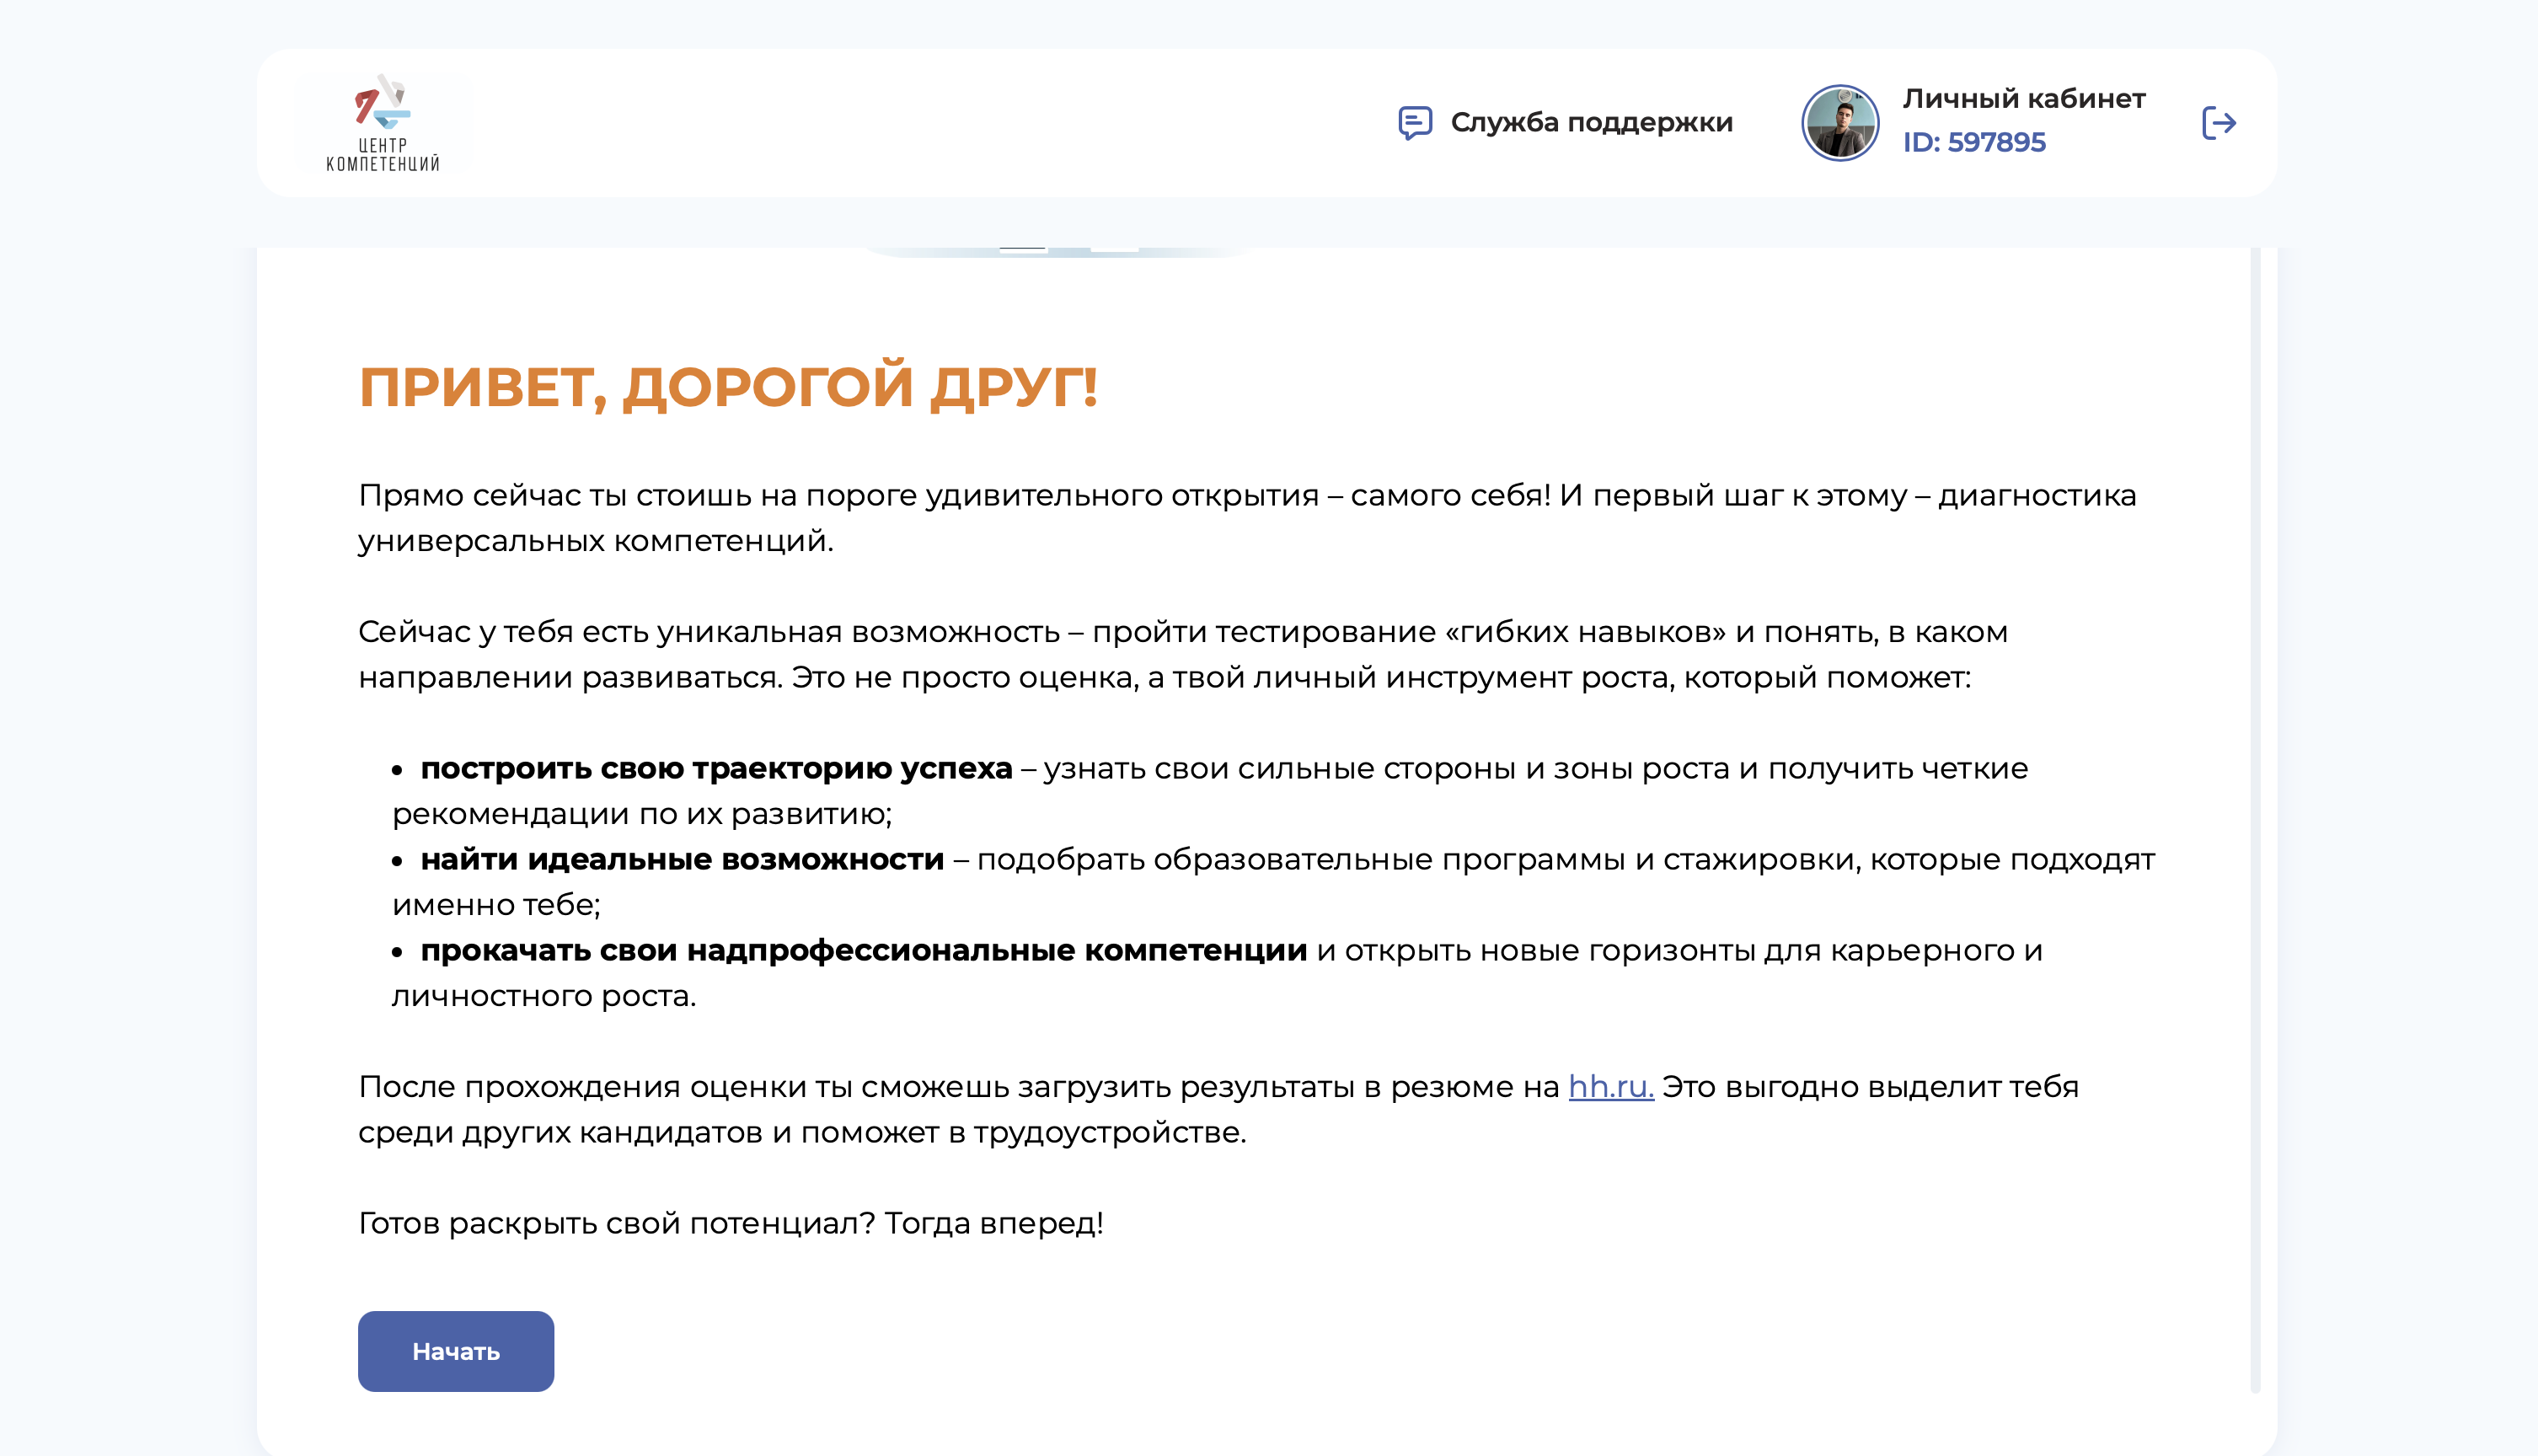 ЦЕНТР
КОМПЕТЕНЦИЙ
Служба поддержки
Личный кабинет
ID: 597895
ПРИВЕТ, ДОРОГОЙ ДРУГ!
Прямо сейчас ты стоишь на пороге удивительного открытия – самого себя! И первый шаг к этому – диагностика
универсальных компетенций.
Сейчас у тебя есть уникальная возможность – пройти тестирование «гибких навыков» и понять, в каком
направлении развиваться. Это не просто оценка, а твой личный инструмент роста, который поможет:
• построить свою траекторию успеха – узнать свои сильные стороны и зоны роста и получить четкие
рекомендации по их развитию;
• найти идеальные возможности – подобрать образовательные программы и стажировки, которые подходят
именно тебе;
• прокачать свои надпрофессиональные компетенции и открыть новые горизонты для карьерного и
личностного роста.
После прохождения оценки ты сможешь загрузить результаты в резюме на hh.ru. Это выгодно выделит тебя
среди других кандидатов и поможет в трудоустройстве.
Готов раскрыть свой потенциал? Тогда вперед!
Начать